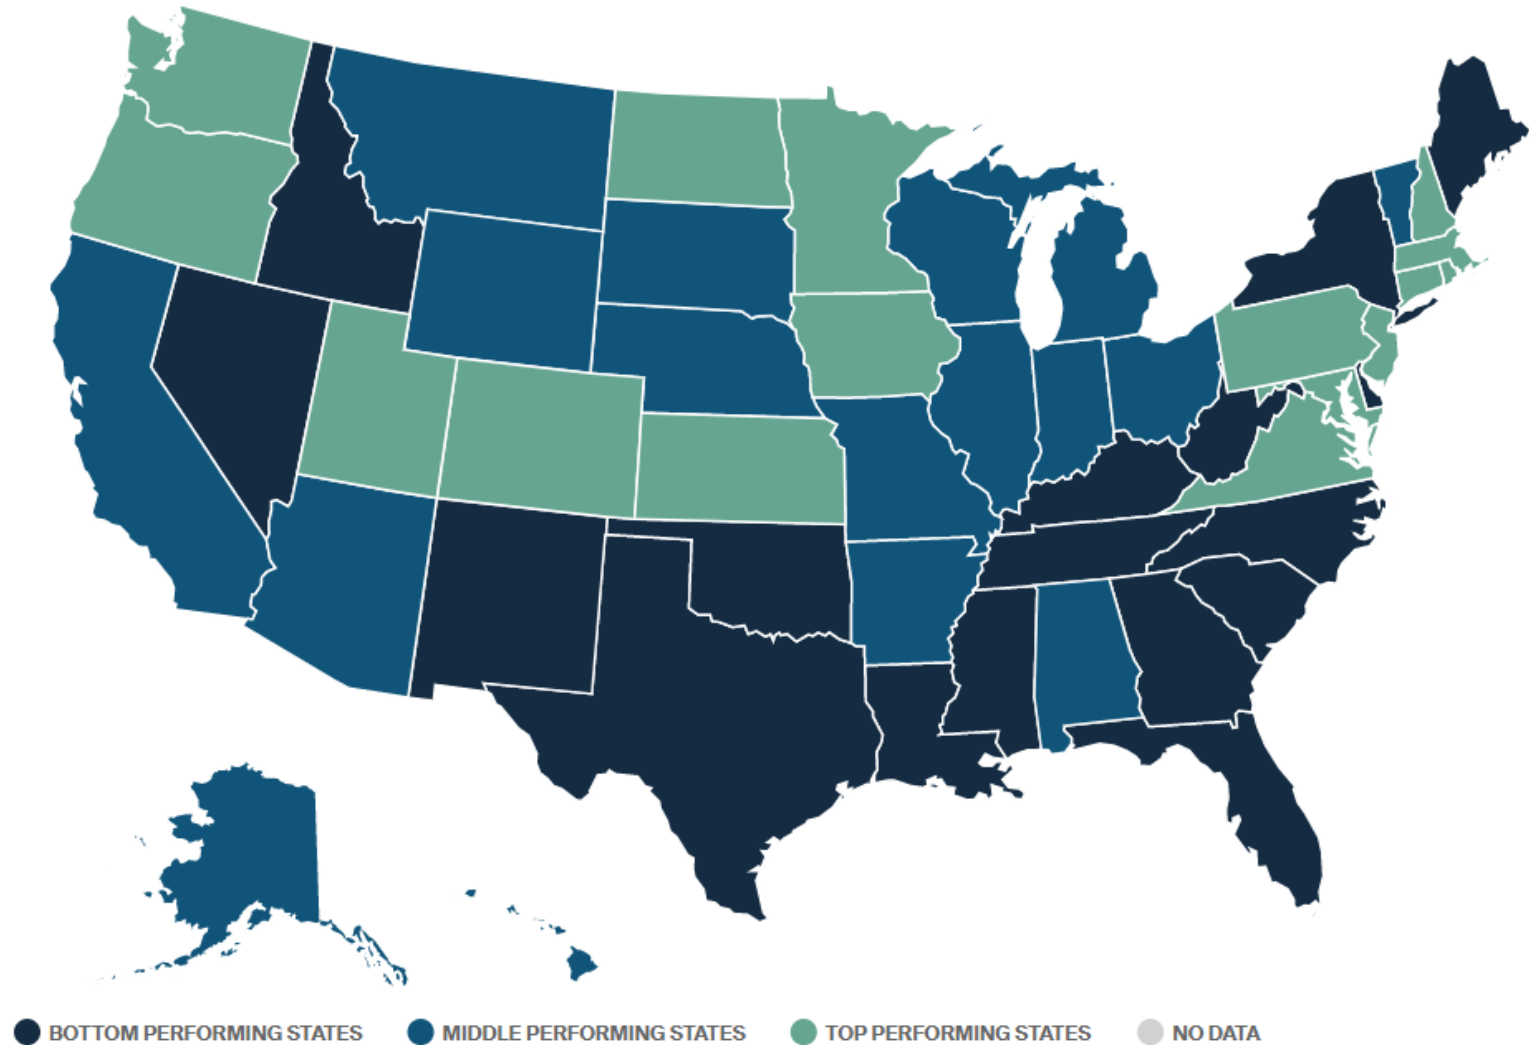 BOTTOM PERFORMING STATES MIDDLE PERFORMING STATES TOP PERFORMING STATES NO DATA